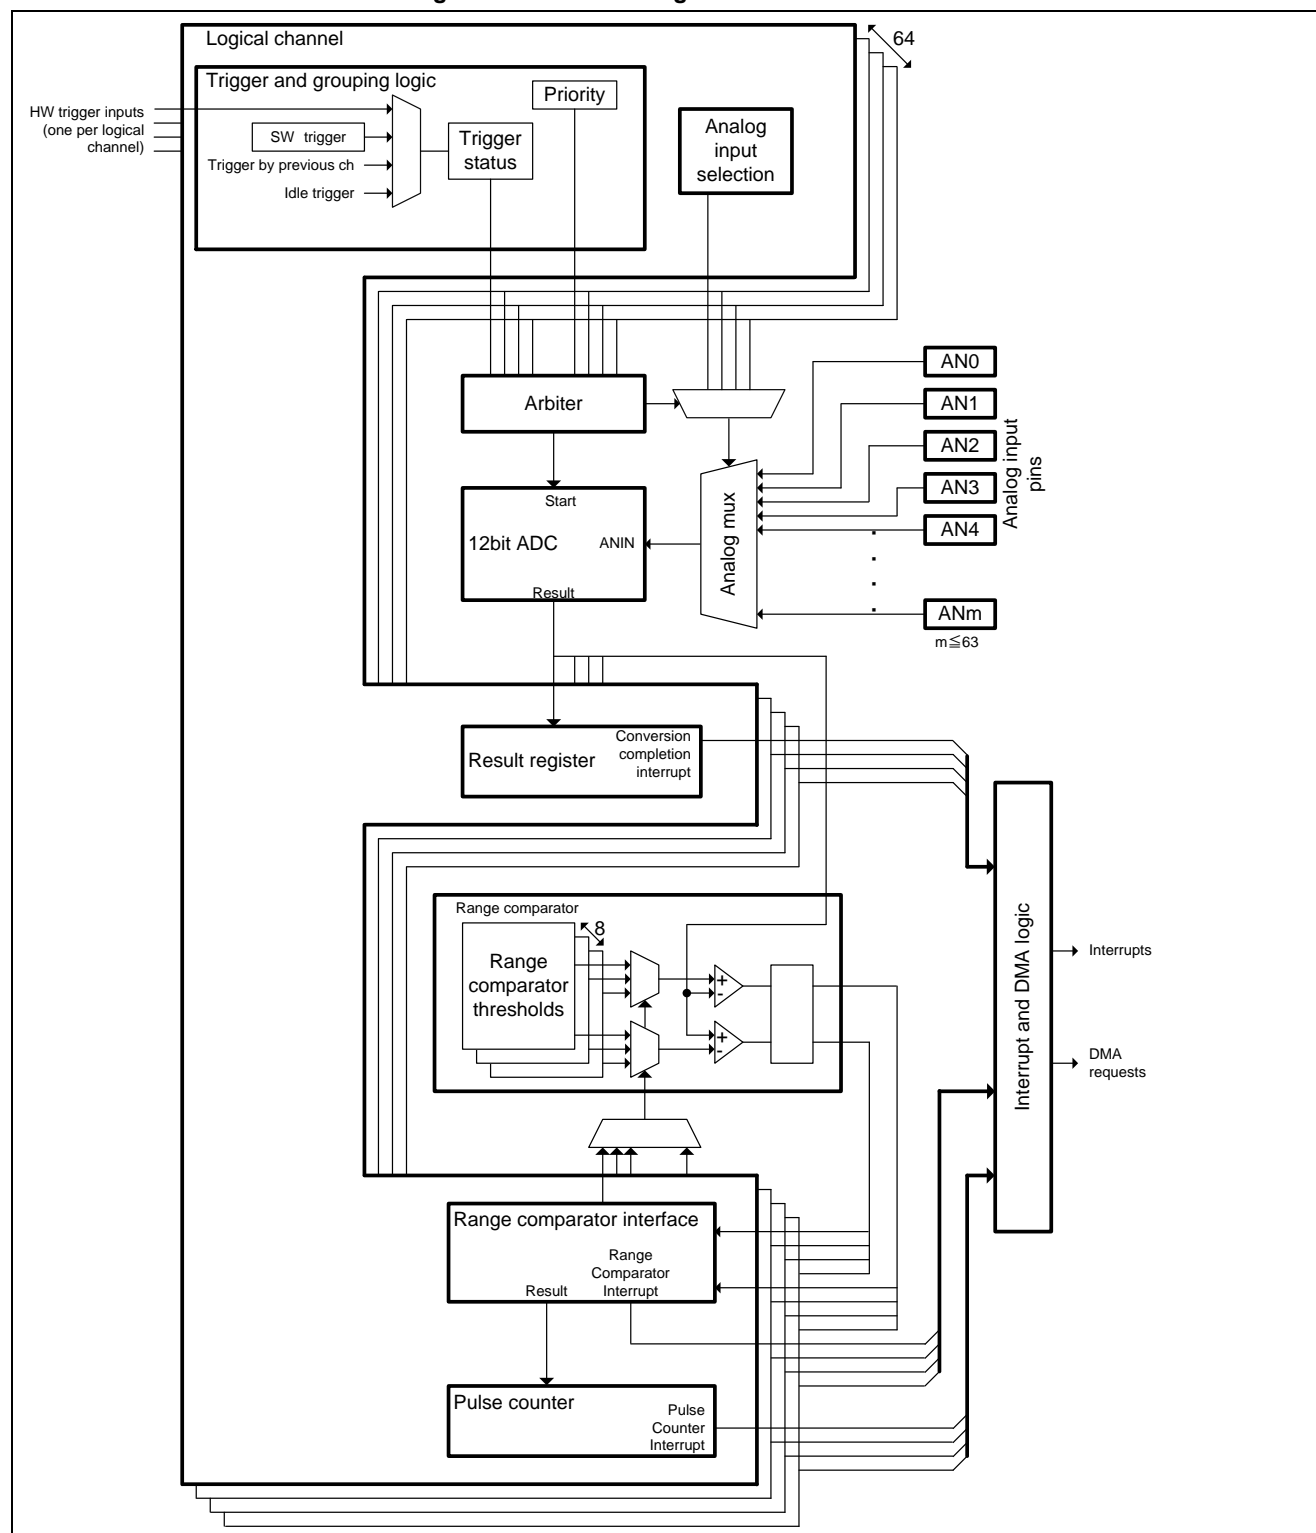 Logical channel
64
Trigger and grouping logic
HW trigger inputs
(one per logical
channel)
SW trigger
Trigger by previous ch
Idle trigger
Trigger
status
Priority
Analog
input
selection
Arbiter
AN0
AN1
AN2
AN3
AN4
ANm
m≦63
Analog input
pins
Start
12bit ADC
ANIN
Result
Analog mux
Result register
Conversion
completion
interrupt
Range comparator
8
Range
comparator
thresholds
+
-
+
-
Interrupt and DMA logic
Interrupts
DMA
requests
Range comparator interface
Range
Comparator
Interrupt
Result
Pulse counter
Pulse
Counter
Interrupt